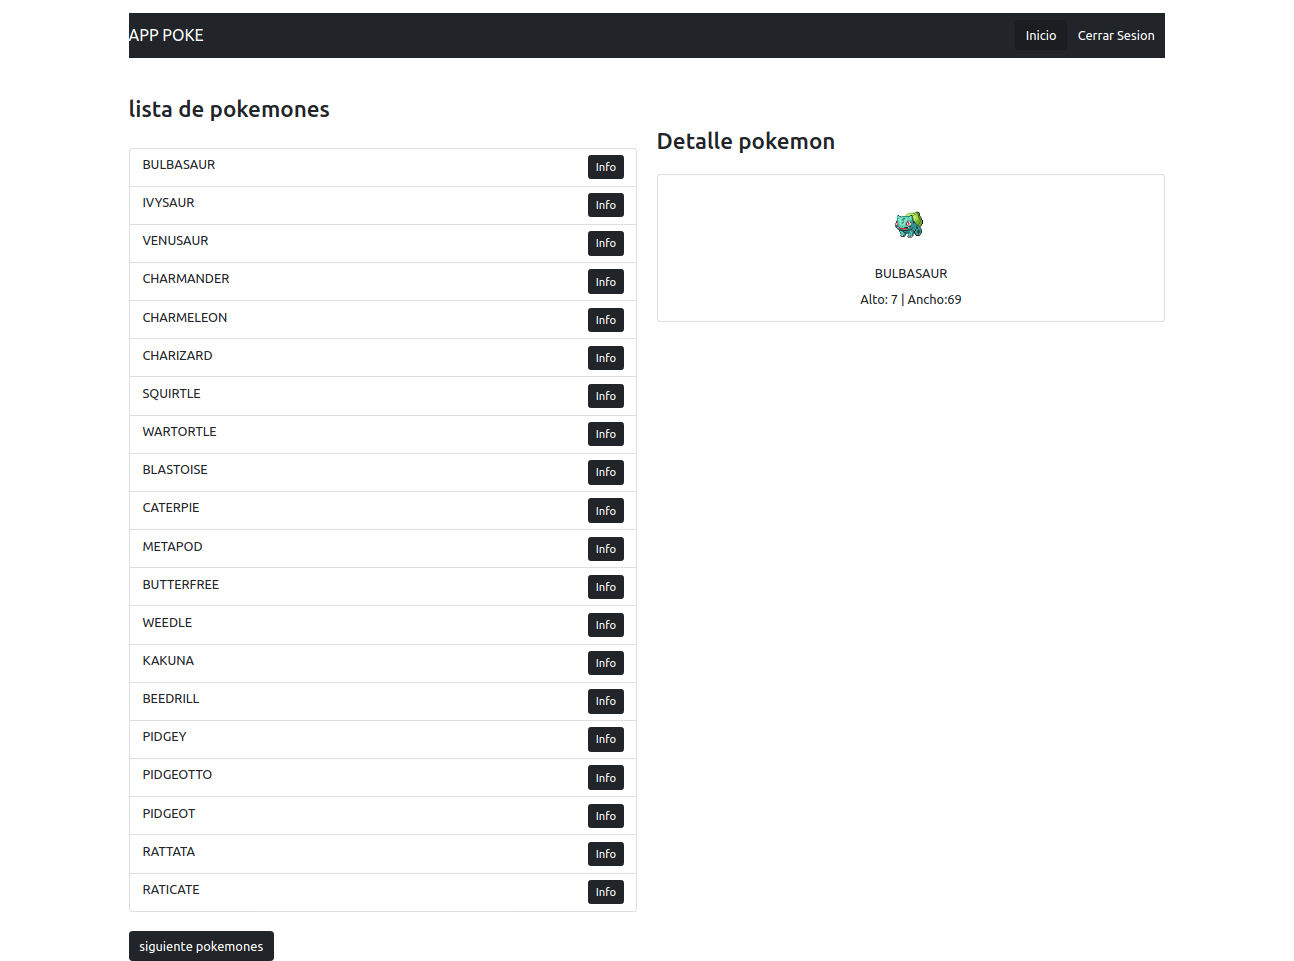 APP POKE
Inicio
Cerrar Sesion
lista de pokemones
BULBASAUR Info
IVYSAUR Info
VENUSAUR Info
CHARMANDER Info
CHARMELEON Info
CHARIZARD Info
SQUIRTLE Info
WARTORTLE Info
BLASTOISE Info
CATERPIE Info
METAPOD Info
BUTTERFREE Info
WEEDLE Info
KAKUNA Info
BEEDRILL Info
PIDGEY Info
PIDGEOTTO Info
PIDGEOT Info
RATTATA Info
RATICATE Info
siguiente pokemones
Detalle pokemon
BULBASAUR
Alto: 7 | Ancho:69